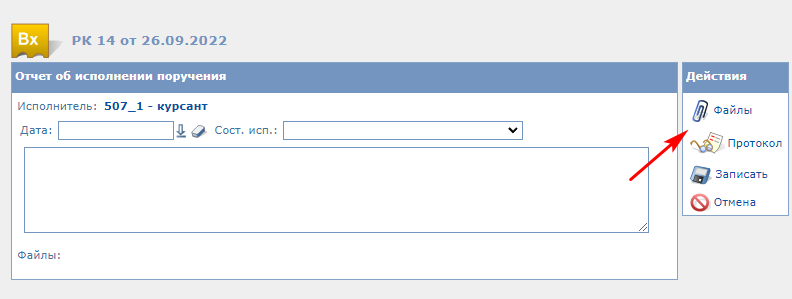 Вх РК 14 от 26.09.2022
Отчет об исполнении поручения
Исполнитель: 507_1 - курсант
Дата: Сост. исп.:
Файлы:
Действия
Файлы
Протокол
Записать
Отмена